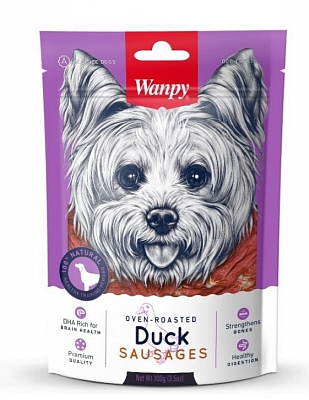 Wanpy
100% NATURAL
OVEN-ROASTED
Duck
SAUSAGES
DHA Rich for
BRAIN HEALTH
Premium
QUALITY
Strengthens
BONES
Healthy
DIGESTION
Net Wt 100g (3.5oz)